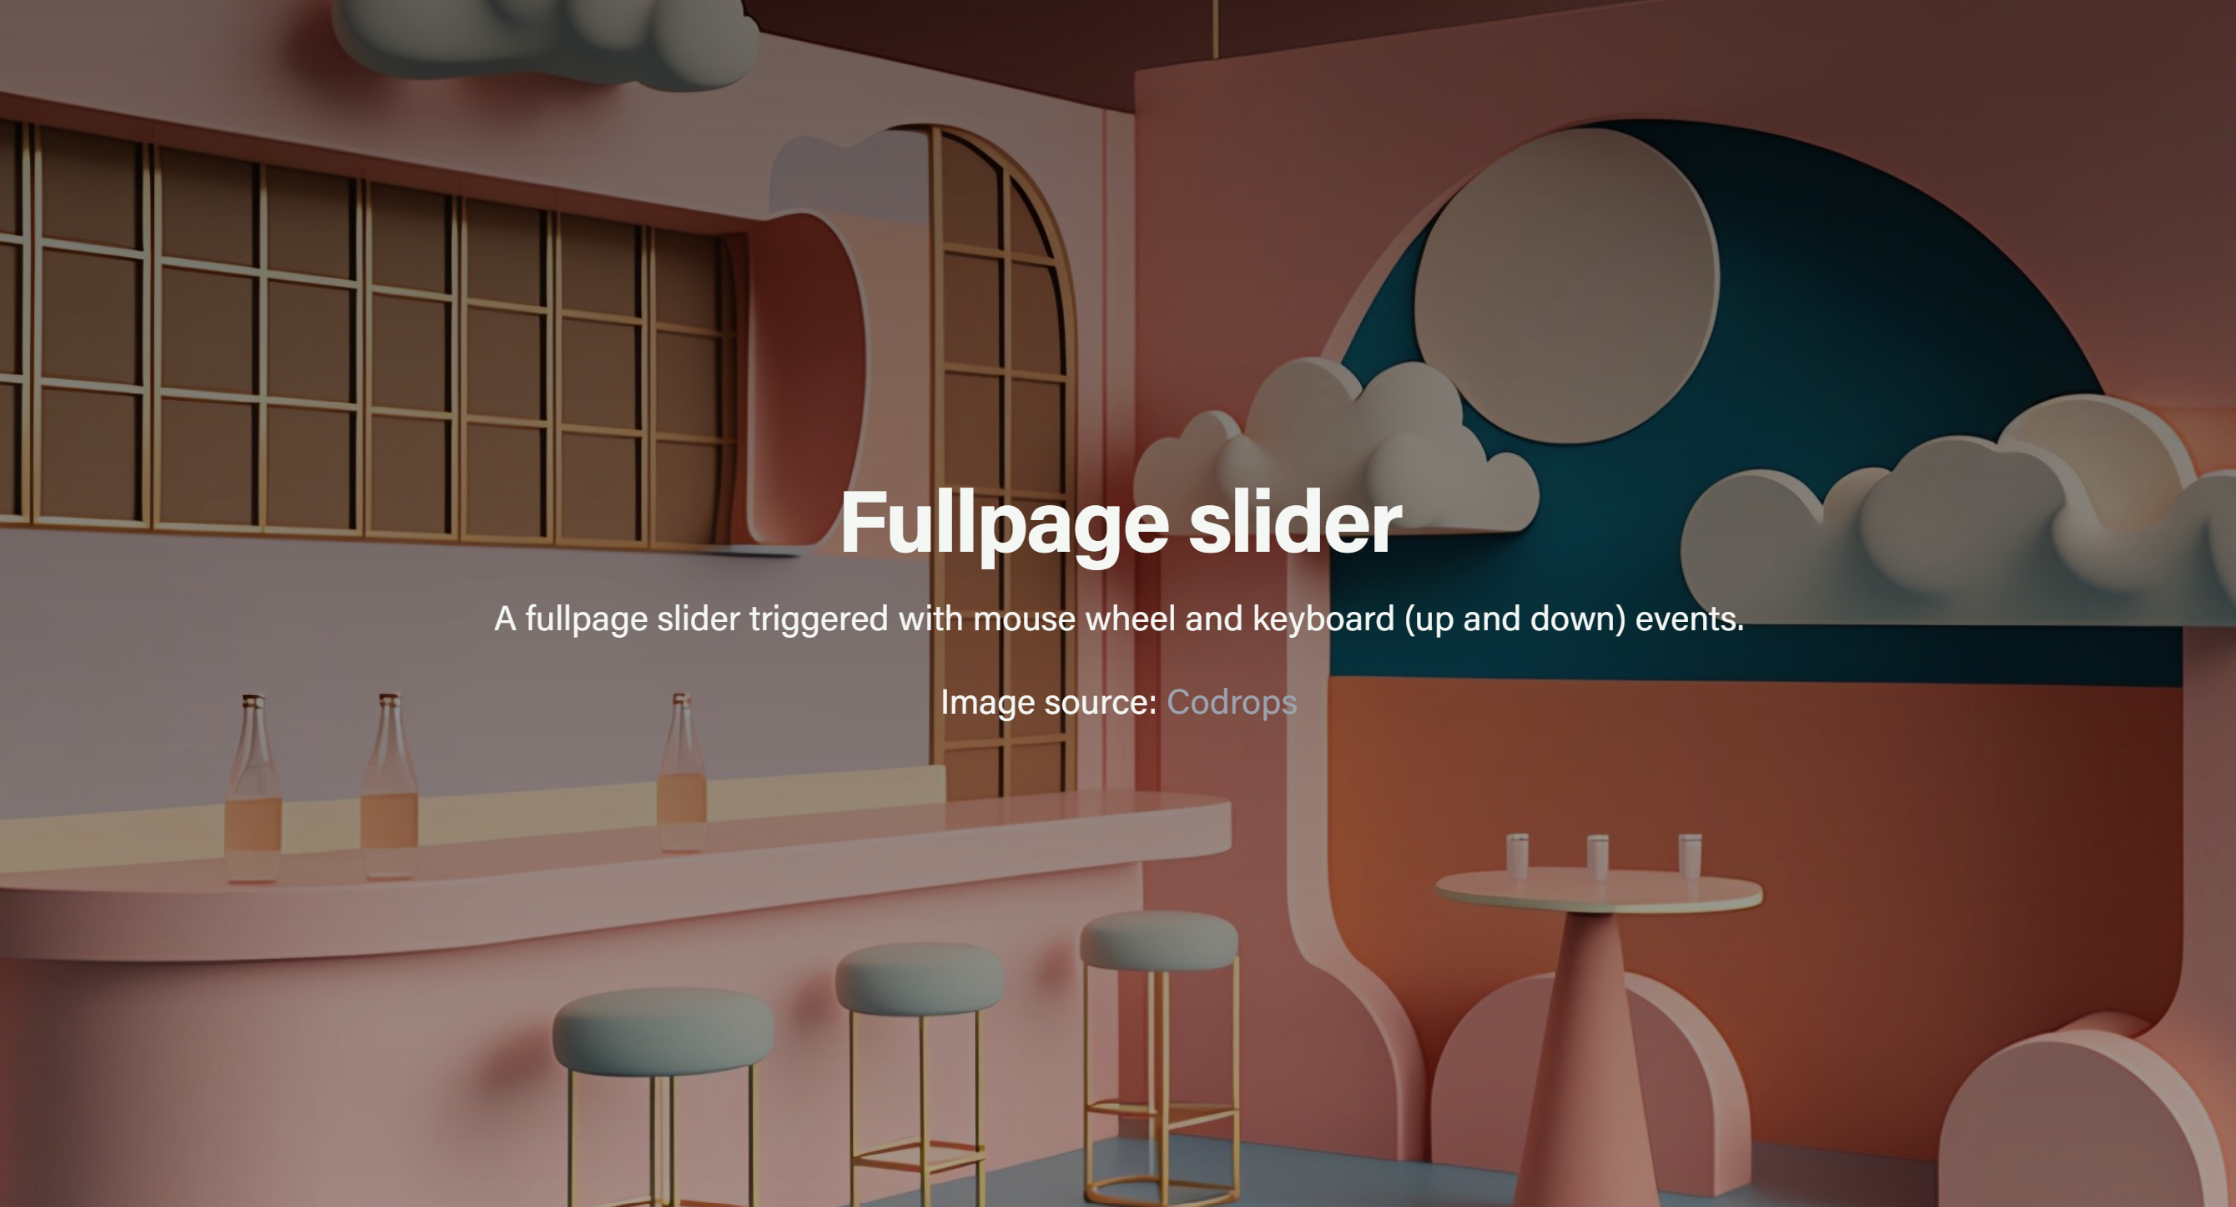 Fullpage slider
A fullpage slider triggered with mouse wheel and keyboard (up and down) events.
Image source: Codrops